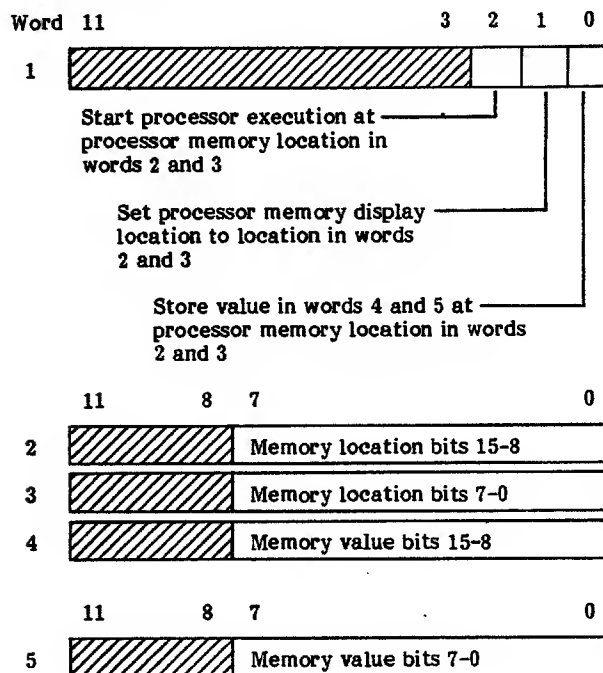 Word 11 3 2 1 0
1
Start processor execution at
processor memory location in
words 2 and 3
Set processor memory display
location to location in words
2 and 3
Store value in words 4 and 5 at
processor memory location in words
2 and 3
11 8 7 0
2 Memory location bits 15-8
3 Memory location bits 7-0
4 Memory value bits 15-8
11 8 7 0
5 Memory value bits 7-0